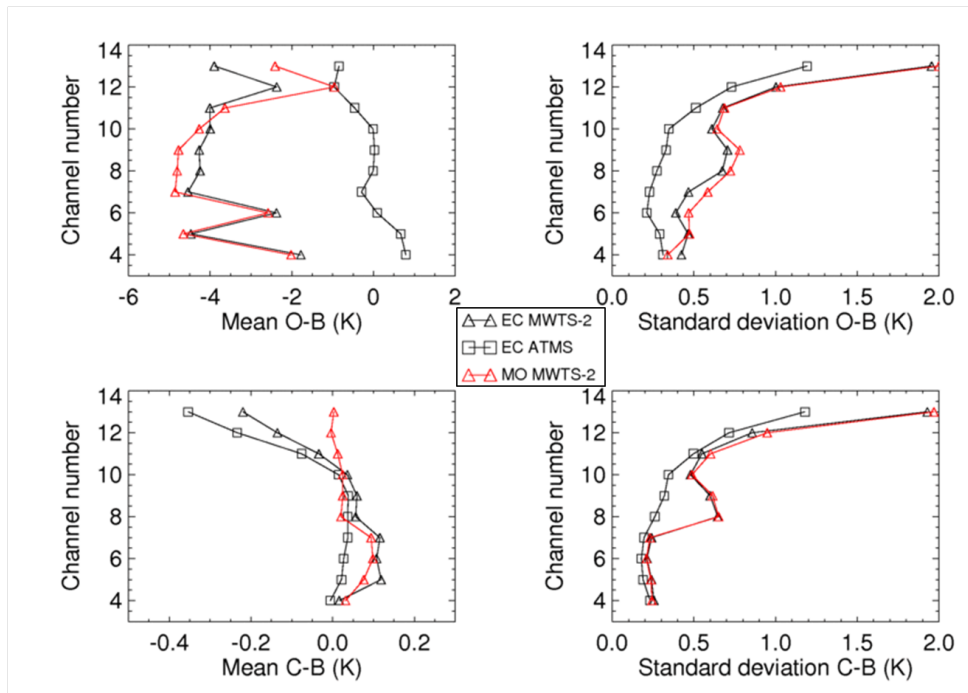 14
12
10
8
6
4
Channel number
-6 -4 -2 0 2
Mean O-B (K)
14
12
10
8
6
4
Channel number
0.0 0.5 1.0 1.5 2.0
Standard deviation O-B (K)
EC MWTS-2
EC ATMS
MO MWTS-2
14
12
10
8
6
4
Channel number
-0.4 -0.2 0.0 0.2
Mean C-B (K)
14
12
10
8
6
4
Channel number
0.0 0.5 1.0 1.5 2.0
Standard deviation C-B (K)